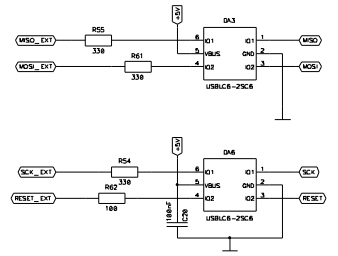 +5V
DA3
R55
MISO_EXT
330
6 IO1 IO1 1
MISO
5 VBUS GND 2
R61
MOSI_EXT
330
4 IO2 IO2 3
MOSI
USBLC6-2SC6
+5V
DA6
R54
SCK_EXT
330
6 IO1 IO1 1
SCK
5 VBUS GND 2
R62
RESET_EXT
100
4 IO2 IO2 3
RESET
USBLC6-2SC6
100nF
C20